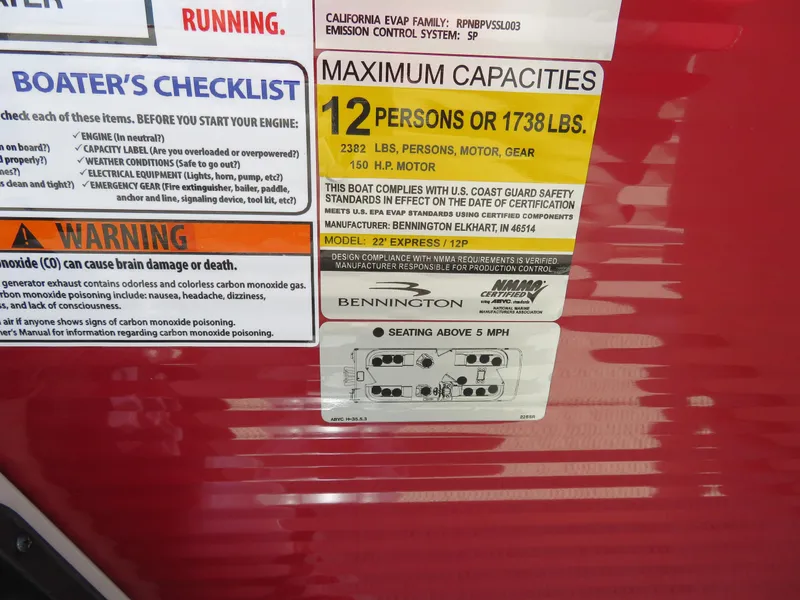 RUNNING.
CALIFORNIA EVAP FAMILY: RPNBPVSSL003
EMISSION CONTROL SYSTEM: SP
BOATER'S CHECKLIST
check each of these items. BEFORE YOU START YOUR ENGINE:
✓ ENGINE (In neutral?)
n on board?) ✓ CAPACITY LABEL (Are you overloaded or overpowered?)
properly?) ✓ WEATHER CONDITIONS (Safe to go out?)
nes?) ✓ ELECTRICAL EQUIPMENT (Lights, horn, pump, etc?)
s clean and tight?) ✓ EMERGENCY GEAR (Fire extinguisher, bailer, paddle,
anchor and line, signaling device, tool kit, etc?)
WARNING
noxide (CO) can cause brain damage or death.
generator exhaust contains odorless and colorless carbon monoxide gas.
rbon monoxide poisoning include: nausea, headache, dizziness,
s, and lack of consciousness.
air if anyone shows signs of carbon monoxide poisoning.
ner's Manual for information regarding carbon monoxide poisoning.
MAXIMUM CAPACITIES
12 PERSONS OR 1738 LBS.
2382 LBS, PERSONS, MOTOR, GEAR
150 H.P. MOTOR
THIS BOAT COMPLIES WITH U.S. COAST GUARD SAFETY
STANDARDS IN EFFECT ON THE DATE OF CERTIFICATION
MEETS U.S. EPA EVAP STANDARDS USING CERTIFIED COMPONENTS
MANUFACTURER: BENNINGTON ELKHART, IN 46514
MODEL: 22' EXPRESS / 12P
DESIGN COMPLIANCE WITH NMMA REQUIREMENTS IS VERIFIED.
MANUFACTURER RESPONSIBLE FOR PRODUCTION CONTROL
BENNINGTON
NMMA
CERTIFIED
using ABYC standards
NATIONAL MARINE
MANUFACTURERS ASSOCIATION
SEATING ABOVE 5 MPH